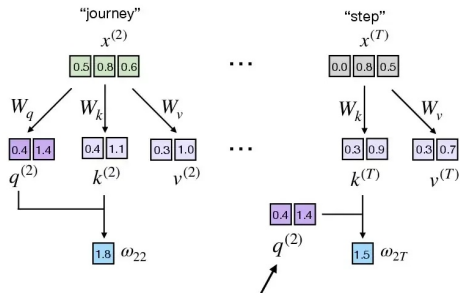 “journey” “step”
x^(2) x^(T)
0.5 0.8 0.6 ... 0.0 0.8 0.5
W_q W_k W_v W_k W_v
0.4 1.4 0.4 1.1 0.3 1.0 ... 0.3 0.9 0.3 0.7
q^(2) k^(2) v^(2) k^(T) v^(T)
0.4 1.4
q^(2)
1.8 ω_22 1.5 ω_2T